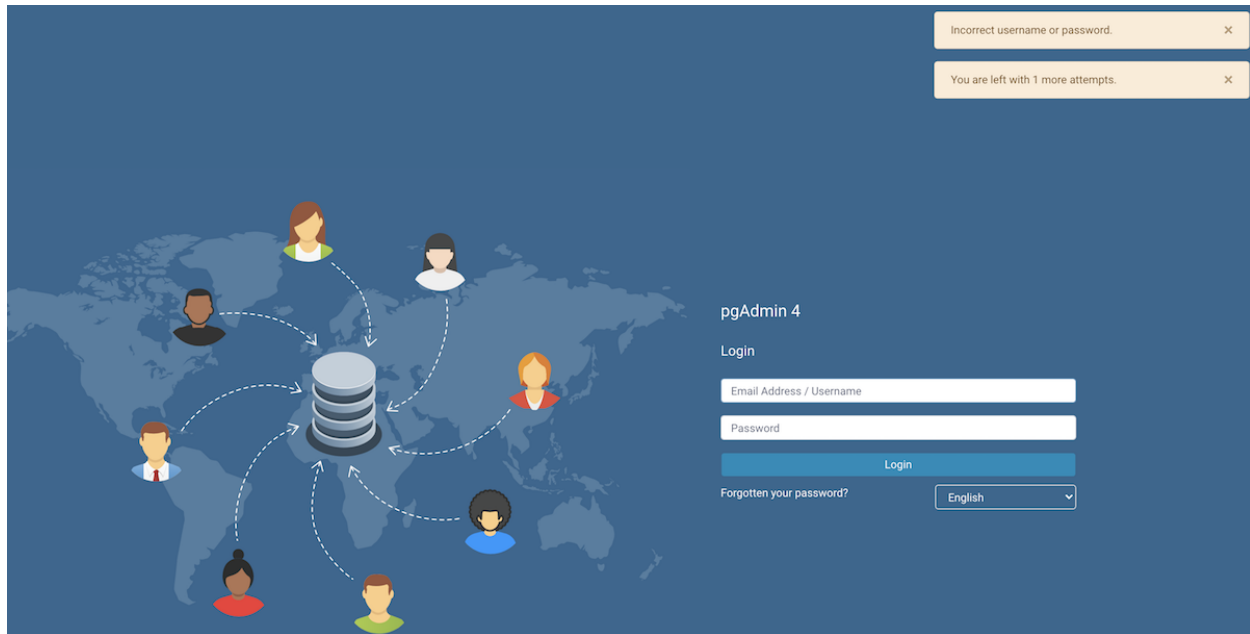 Incorrect username or password. ×
You are left with 1 more attempts. ×
pgAdmin 4
Login
Email Address / Username
Password
Login
Forgotten your password?
English